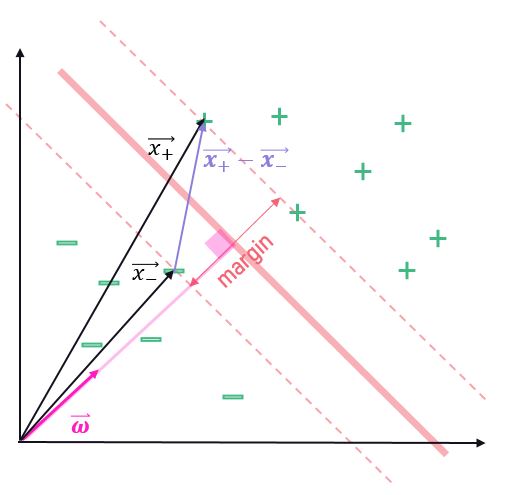 x₊
x₊ − x₋
x₋
margin
ω